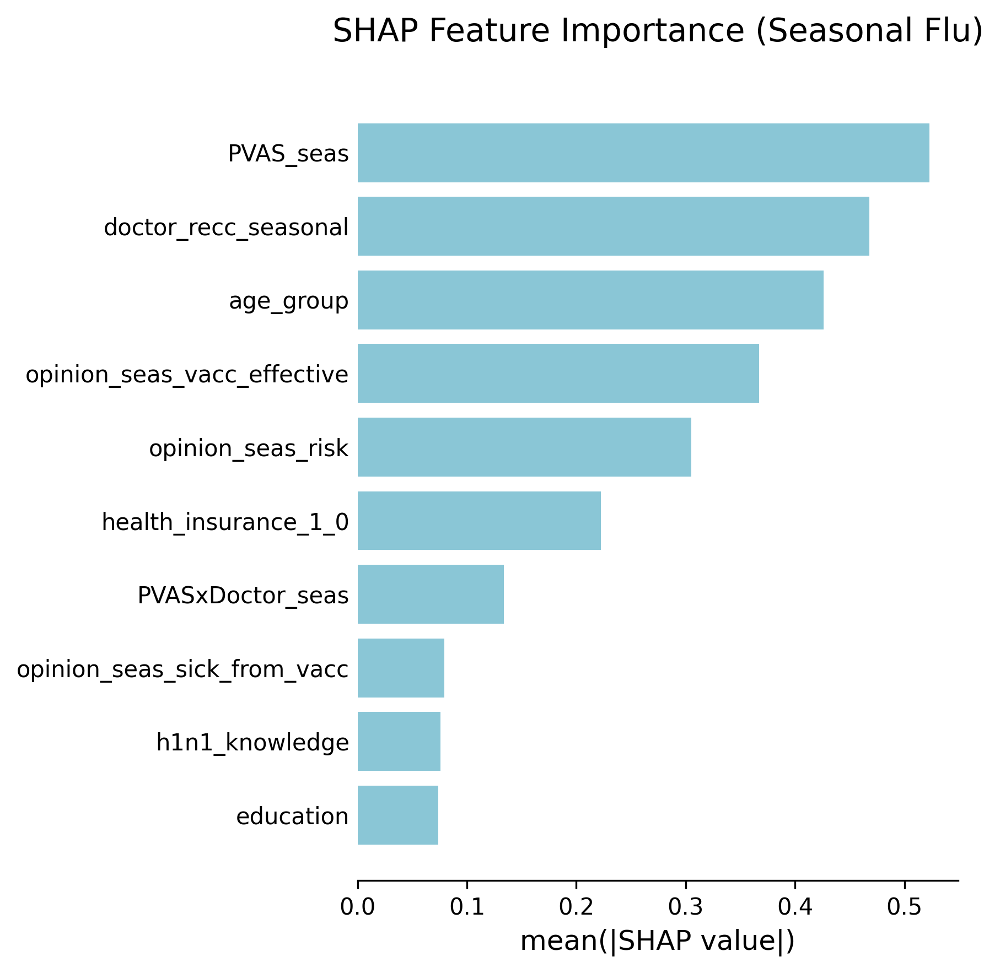 SHAP Feature Importance (Seasonal Flu)
PVAS_seas
doctor_recc_seasonal
age_group
opinion_seas_vacc_effective
opinion_seas_risk
health_insurance_1_0
PVASxDoctor_seas
opinion_seas_sick_from_vacc
h1n1_knowledge
education
0.0 0.1 0.2 0.3 0.4 0.5
mean(|SHAP value|)